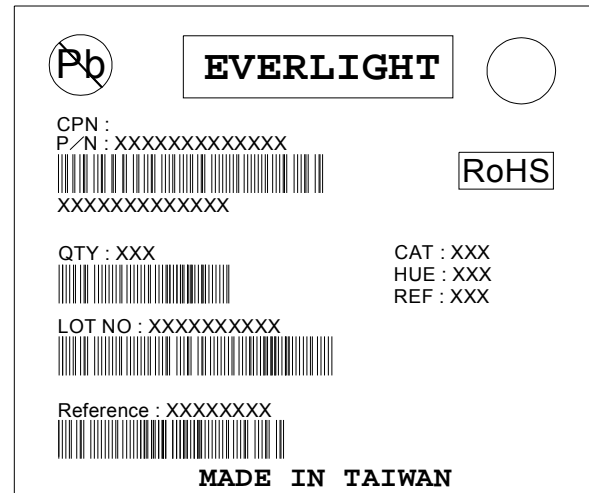 Pb
EVERLIGHT
CPN :
P/N : XXXXXXXXXXXXX
RoHS
XXXXXXXXXXXXX
QTY : XXX
CAT : XXX
HUE : XXX
REF : XXX
LOT NO : XXXXXXXXXX
Reference : XXXXXXXX
MADE IN TAIWAN